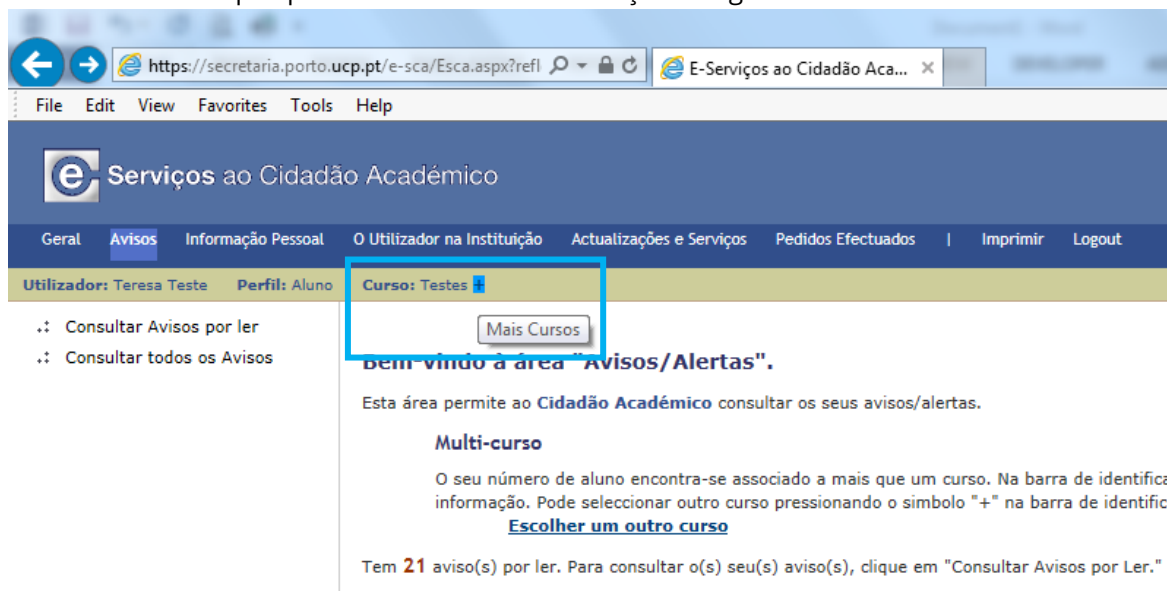 https://secretaria.porto.ucp.pt/e-sca/Esca.aspx?refl
E-Serviços ao Cidadão Aca...
File Edit View Favorites Tools Help
e Serviços ao Cidadão Académico
Geral Avisos Informação Pessoal O Utilizador na Instituição Actualizações e Serviços Pedidos Efectuados | Imprimir Logout
Utilizador: Teresa Teste Perfil: Aluno Curso: Testes +
Mais Cursos
Consultar Avisos por ler
Consultar todos os Avisos
Bem-vindo à área "Avisos/Alertas".
Esta área permite ao Cidadão Académico consultar os seus avisos/alertas.
Multi-curso
O seu número de aluno encontra-se associado a mais que um curso. Na barra de identifica
informação. Pode seleccionar outro curso pressionando o simbolo "+" na barra de identific
Escolher um outro curso
Tem 21 aviso(s) por ler. Para consultar o(s) seu(s) aviso(s), clique em "Consultar Avisos por Ler."